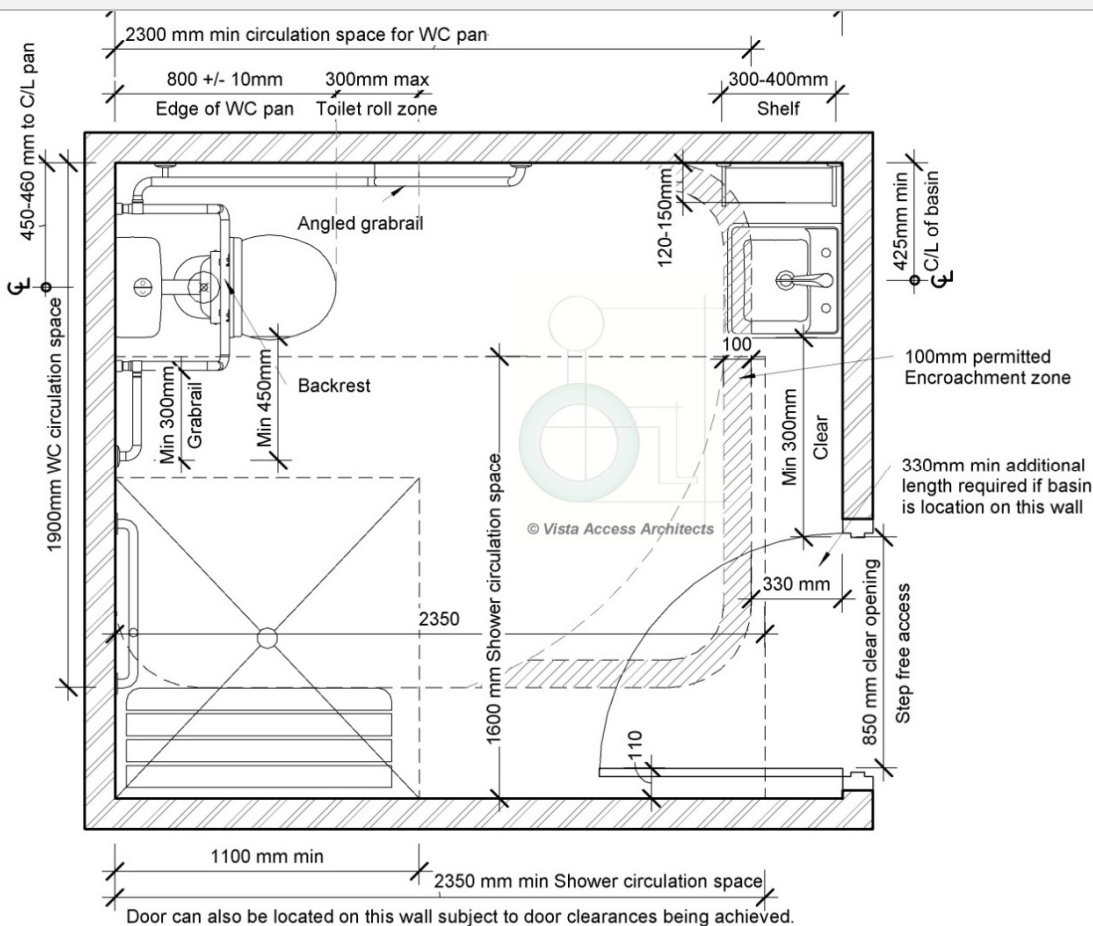 2300 mm min circulation space for WC pan
800 +/- 10mm
300mm max
300-400mm
Edge of WC pan
Toilet roll zone
Shelf
450-460 mm to C/L pan
Angled grabrail
120-150mm
425mm min
C/L of basin
CL
CL
1900mm WC circulation space
100
100mm permitted
Encroachment zone
Backrest
Min 300mm
Grabrail
Min 450mm
Min 300mm
Clear
330mm min additional
length required if basin
is location on this wall
© Vista Access Architects
1600 mm Shower circulation space
330 mm
2350
850 mm clear opening
Step free access
110
1100 mm min
2350 mm min Shower circulation space
Door can also be located on this wall subject to door clearances being achieved.